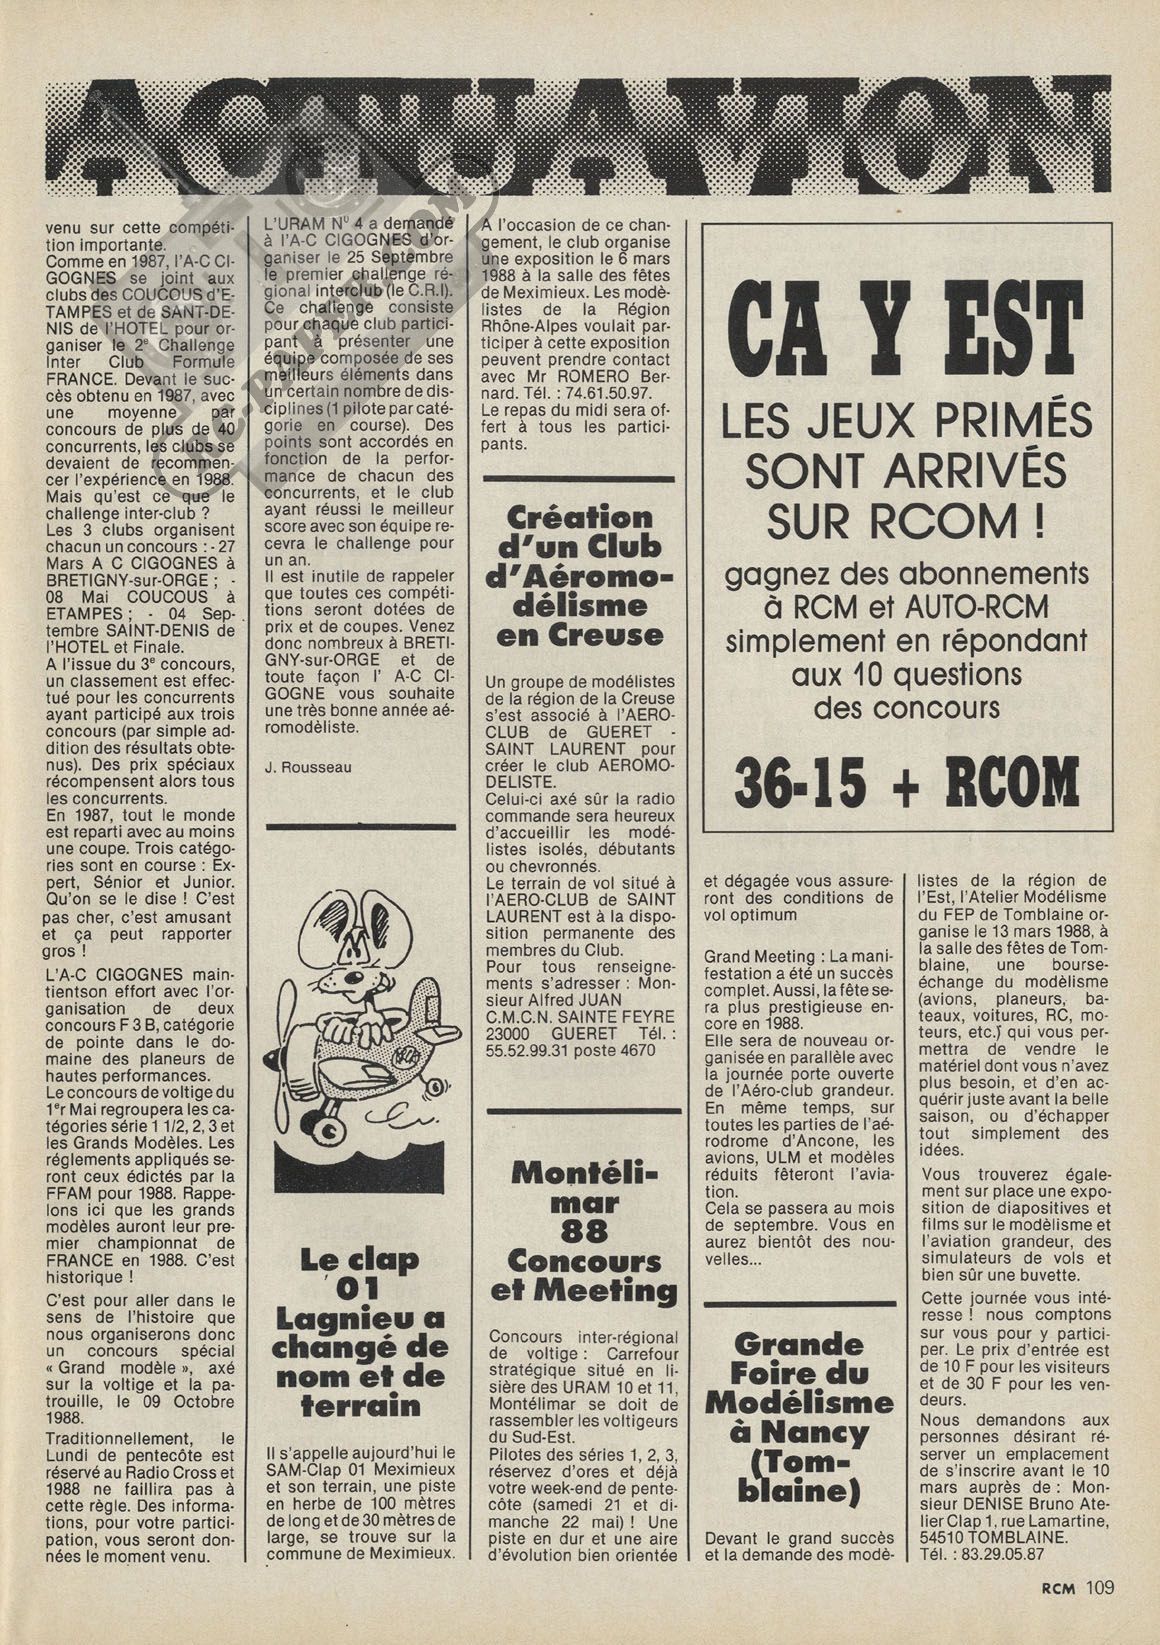 ACTUAVION
venu sur cette compéti-
tion importante.
Comme en 1987, l'A-C CI-
GOGNES se joint aux
clubs des COUCOUS d'E-
TAMPES et de SANT-DE-
NIS de l'HOTEL pour or-
ganiser le 2e Challenge
Inter Club Formule
FRANCE. Devant le suc-
cès obtenu en 1987, avec
une moyenne par
concours de plus de 40
concurrents, les clubs se
devaient de recommen-
cer l'expérience en 1988.
Mais qu'est ce que le
challenge inter-club ?
Les 3 clubs organisent
chacun un concours : - 27
Mars A C CIGOGNES à
BRETIGNY-sur-ORGE ; -
08 Mai COUCOUS à
ETAMPES ; - 04 Sep-
tembre SAINT-DENIS de
l'HOTEL et Finale.
A l'issue du 3e concours,
un classement est effec-
tué pour les concurrents
ayant participé aux trois
concours (par simple ad-
dition des résultats obte-
nus). Des prix spéciaux
récompensent alors tous
les concurrents.
En 1987, tout le monde
est reparti avec au moins
une coupe. Trois catégo-
ries sont en course : Ex-
pert, Sénior et Junior.
Qu'on se le dise ! C'est
pas cher, c'est amusant
et ça peut rapporter
gros !
L'A-C CIGOGNES main-
tientson effort avec l'or-
ganisation de deux
concours F 3 B, catégorie
de pointe dans le do-
maine des planeurs de
hautes performances.
Le concours de voltige du
1er Mai regroupera les ca-
tégories série 1 1/2, 2, 3 et
les Grands Modèles. Les
réglements appliqués se-
ront ceux édictés par la
FFAM pour 1988. Rappe-
lons ici que les grands
modèles auront leur pre-
mier championnat de
FRANCE en 1988. C'est
historique !
C'est pour aller dans le
sens de l'histoire que
nous organiserons donc
un concours spécial
« Grand modèle », axé
sur la voltige et la pa-
trouille, le 09 Octobre
1988.
Traditionnellement, le
Lundi de pentecôte est
réservé au Radio Cross et
1988 ne faillira pas à
cette règle. Des informa-
tions, pour votre partici-
pation, vous seront don-
nées le moment venu.
L'URAM N° 4 a demandé
à l'A-C CIGOGNES d'or-
ganiser le 25 Septembre
le premier challenge ré-
gional interclub (le C.R.I).
Ce challenge consiste
pour chaque club partici-
pant à présenter une
équipe composée de ses
meilleurs éléments dans
un certain nombre de dis-
ciplines (1 pilote par caté-
gorie en course). Des
points sont accordés en
fonction de la perfor-
mance de chacun des
concurrents, et le club
ayant réussi le meilleur
score avec son équipe re-
cevra le challenge pour
un an.
Il est inutile de rappeler
que toutes ces compéti-
tions seront dotées de
prix et de coupes. Venez
donc nombreux à BRETI-
GNY-sur-ORGE et de
toute façon l' A-C CI-
GOGNE vous souhaite
une très bonne année aé-
romodèliste.
J. Rousseau
Le clap
01
Lagnieu a
changé de
nom et de
terrain
Il s'appelle aujourd'hui le
SAM-Clap 01 Meximieux
et son terrain, une piste
en herbe de 100 mètres
de long et de 30 mètres de
large, se trouve sur la
commune de Meximieux.
A l'occasion de ce chan-
gement, le club organise
une exposition le 6 mars
1988 à la salle des fêtes
de Meximieux. Les modè-
listes de la Région
Rhône-Alpes voulait par-
ticiper à cette exposition
peuvent prendre contact
avec Mr ROMERO Ber-
nard. Tél. : 74.61.50.97.
Le repas du midi sera of-
fert à tous les partici-
pants.
Création
d'un Club
d'Aéromo-
délisme
en Creuse
Un groupe de modélistes
de la région de la Creuse
s'est associé à l'AERO-
CLUB de GUERET -
SAINT LAURENT pour
créer le club AEROMO-
DELISTE.
Celui-ci axé sûr la radio
commande sera heureux
d'accueillir les modé-
listes isolés, débutants
ou chevronnés.
Le terrain de vol situé à
l'AERO-CLUB de SAINT
LAURENT est à la dispo-
sition permanente des
membres du Club.
Pour tous renseigne-
ments s'adresser : Mon-
sieur Alfred JUAN
C.M.C.N. SAINTE FEYRE
23000 GUERET Tél. :
55.52.99.31 poste 4670
Montéli-
mar
88
Concours
et Meeting
Concours inter-régional
de voltige : Carrefour
stratégique situé en li-
sière des URAM 10 et 11,
Montélimar se doit de
rassembler les voltigeurs
du Sud-Est.
Pilotes des séries 1, 2, 3,
réservez d'ores et déjà
votre week-end de pente-
côte (samedi 21 et di-
manche 22 mai) ! Une
piste en dur et une aire
d'évolution bien orientée
CA Y EST
LES JEUX PRIMÉS
SONT ARRIVÉS
SUR RCOM !
gagnez des abonnements
à RCM et AUTO-RCM
simplement en répondant
aux 10 questions
des concours
36-15 + RCOM
et dégagée vous assure-
ront des conditions de
vol optimum
Grand Meeting : La mani-
festation a été un succès
complet. Aussi, la fête se-
ra plus prestigieuse en-
core en 1988.
Elle sera de nouveau or-
ganisée en parallèle avec
la journée porte ouverte
de l'Aéro-club grandeur.
En même temps, sur
toutes les parties de l'aé-
rodrome d'Ancone, les
avions, ULM et modèles
réduits fêteront l'avia-
tion.
Cela se passera au mois
de septembre. Vous en
aurez bientôt des nou-
velles...
Grande
Foire du
Modélisme
à Nancy
(Tom-
blaine)
Devant le grand succès
et la demande des modè-
listes de la région de
l'Est, l'Atelier Modélisme
du FEP de Tomblaine or-
ganise le 13 mars 1988, à
la salle des fêtes de Tom-
blaine, une bourse-
échange du modélisme
(avions, planeurs, ba-
teaux, voitures, RC, mo-
teurs, etc.) qui vous per-
mettra de vendre le
matériel dont vous n'avez
plus besoin, et d'en ac-
quérir juste avant la belle
saison, ou d'échapper
tout simplement des
idées.
Vous trouverez égale-
ment sur place une expo-
sition de diapositives et
films sur le modélisme et
l'aviation grandeur, des
simulateurs de vols et
bien sûr une buvette.
Cette journée vous inté-
resse ! nous comptons
sur vous pour y partici-
per. Le prix d'entrée est
de 10 F pour les visiteurs
et de 30 F pour les ven-
deurs.
Nous demandons aux
personnes désirant ré-
server un emplacement
de s'inscrire avant le 10
mars auprès de : Mon-
sieur DENISE Bruno Ate-
lier Clap 1, rue Lamartine,
54510 TOMBLAINE.
Tél. : 83.29.05.87
RCM 109
RC-PAPER.COM